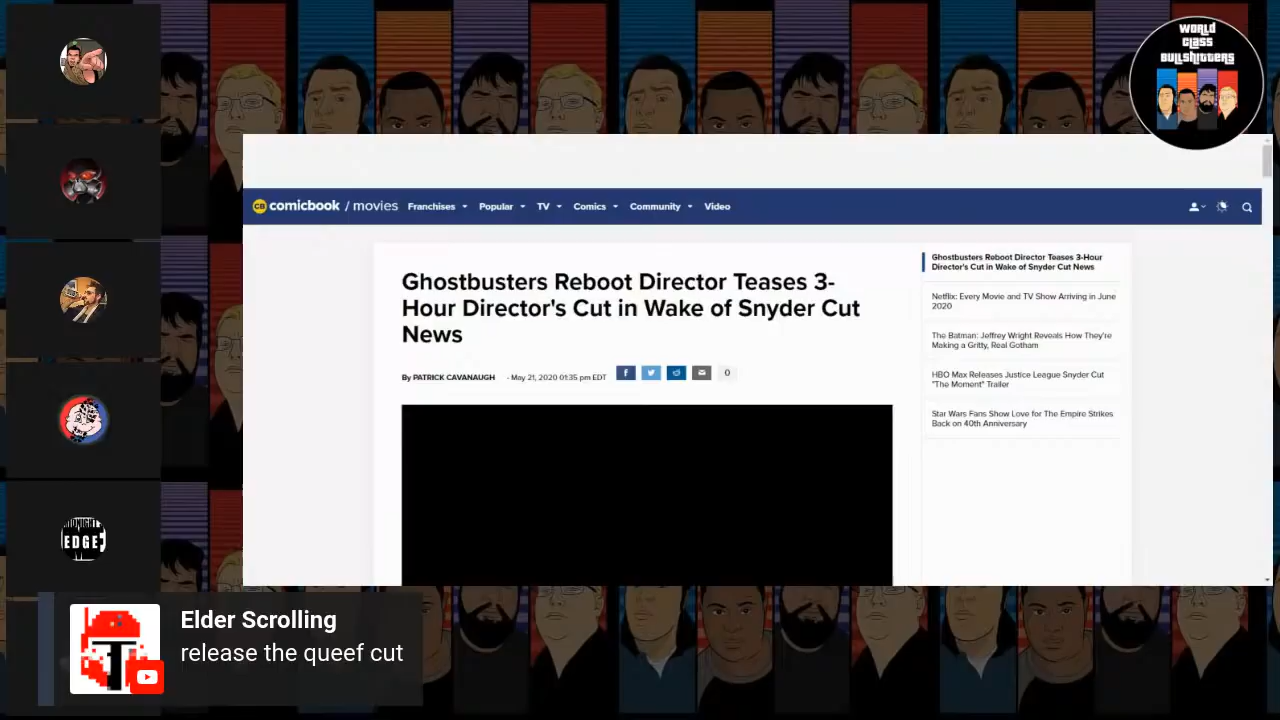 WORLD
CLASS
BULLSHITTERS
comicbook / movies Franchises Popular TV Comics Community Video
Ghostbusters Reboot Director Teases 3-
Hour Director's Cut in Wake of Snyder Cut
News
By PATRICK CAVANAUGH - May 21, 2020 01:35 pm EDT 0
Ghostbusters Reboot Director Teases 3-Hour
Director's Cut in Wake of Snyder Cut News
Netflix: Every Movie and TV Show Arriving in June
2020
The Batman: Jeffrey Wright Reveals How They're
Making a Gritty, Real Gotham
HBO Max Releases Justice League Snyder Cut
"The Moment" Trailer
Star Wars Fans Show Love for The Empire Strikes
Back on 40th Anniversary
MIDNIGHT
EDGE
Elder Scrolling
release the queef cut